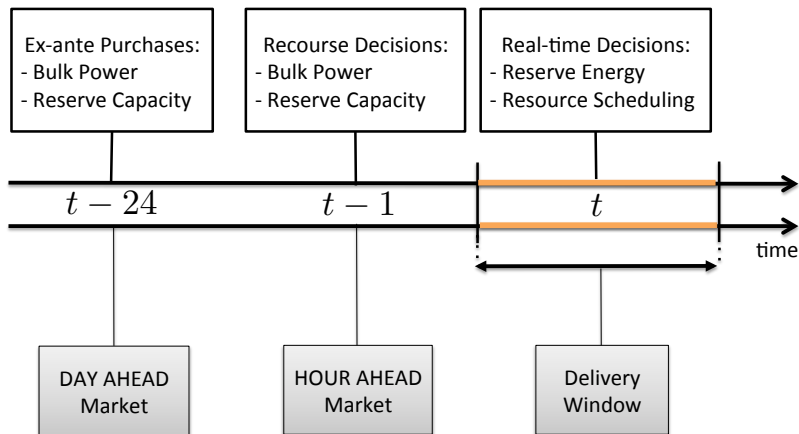 Ex-ante Purchases:
- Bulk Power
- Reserve Capacity
Recourse Decisions:
- Bulk Power
- Reserve Capacity
Real-time Decisions:
- Reserve Energy
- Resource Scheduling
t − 24
t − 1
t
time
DAY AHEAD
Market
HOUR AHEAD
Market
Delivery
Window